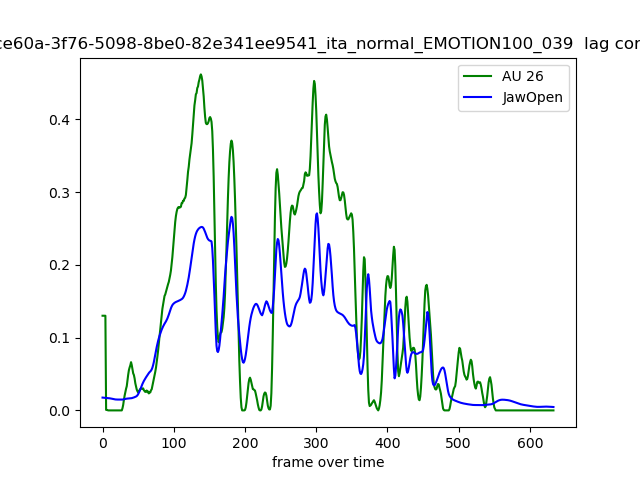 ce60a-3f76-5098-8be0-82e341ee9541_ita_normal_EMOTION100_039 lag cor
AU 26
JawOpen
0.4
0.3
0.2
0.1
0.0
0 100 200 300 400 500 600
frame over time